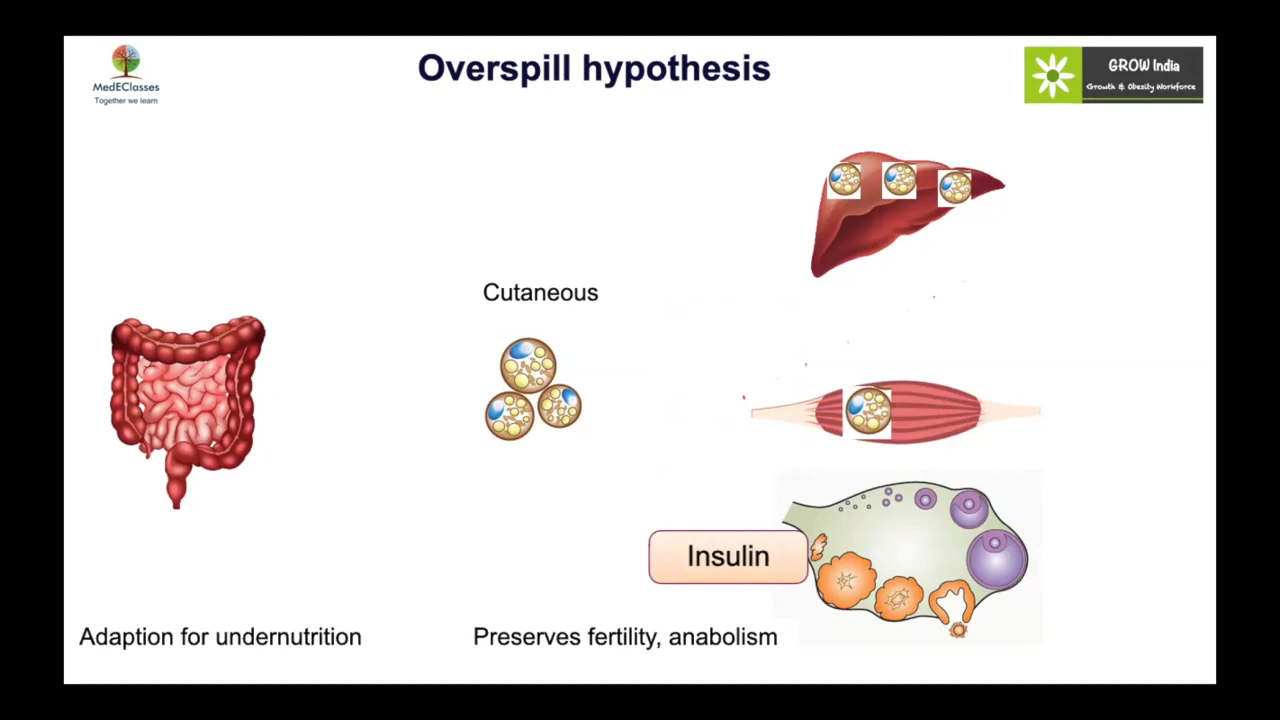 Overspill hypothesis
MedEClasses
Together we learn
GROW India
Growth & Obesity Workforce
Cutaneous
Insulin
Adaption for undernutrition
Preserves fertility, anabolism